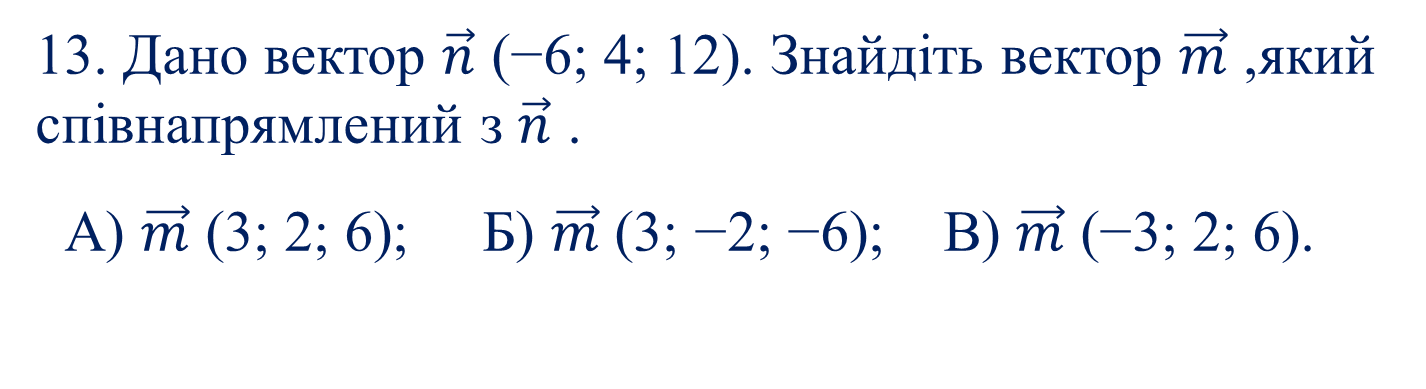 13. Дано вектор n⃗ (−6; 4; 12). Знайдіть вектор m⃗ ,який
співнапрямлений з n⃗ .
А) m⃗ (3; 2; 6); Б) m⃗ (3; −2; −6); В) m⃗ (−3; 2; 6).